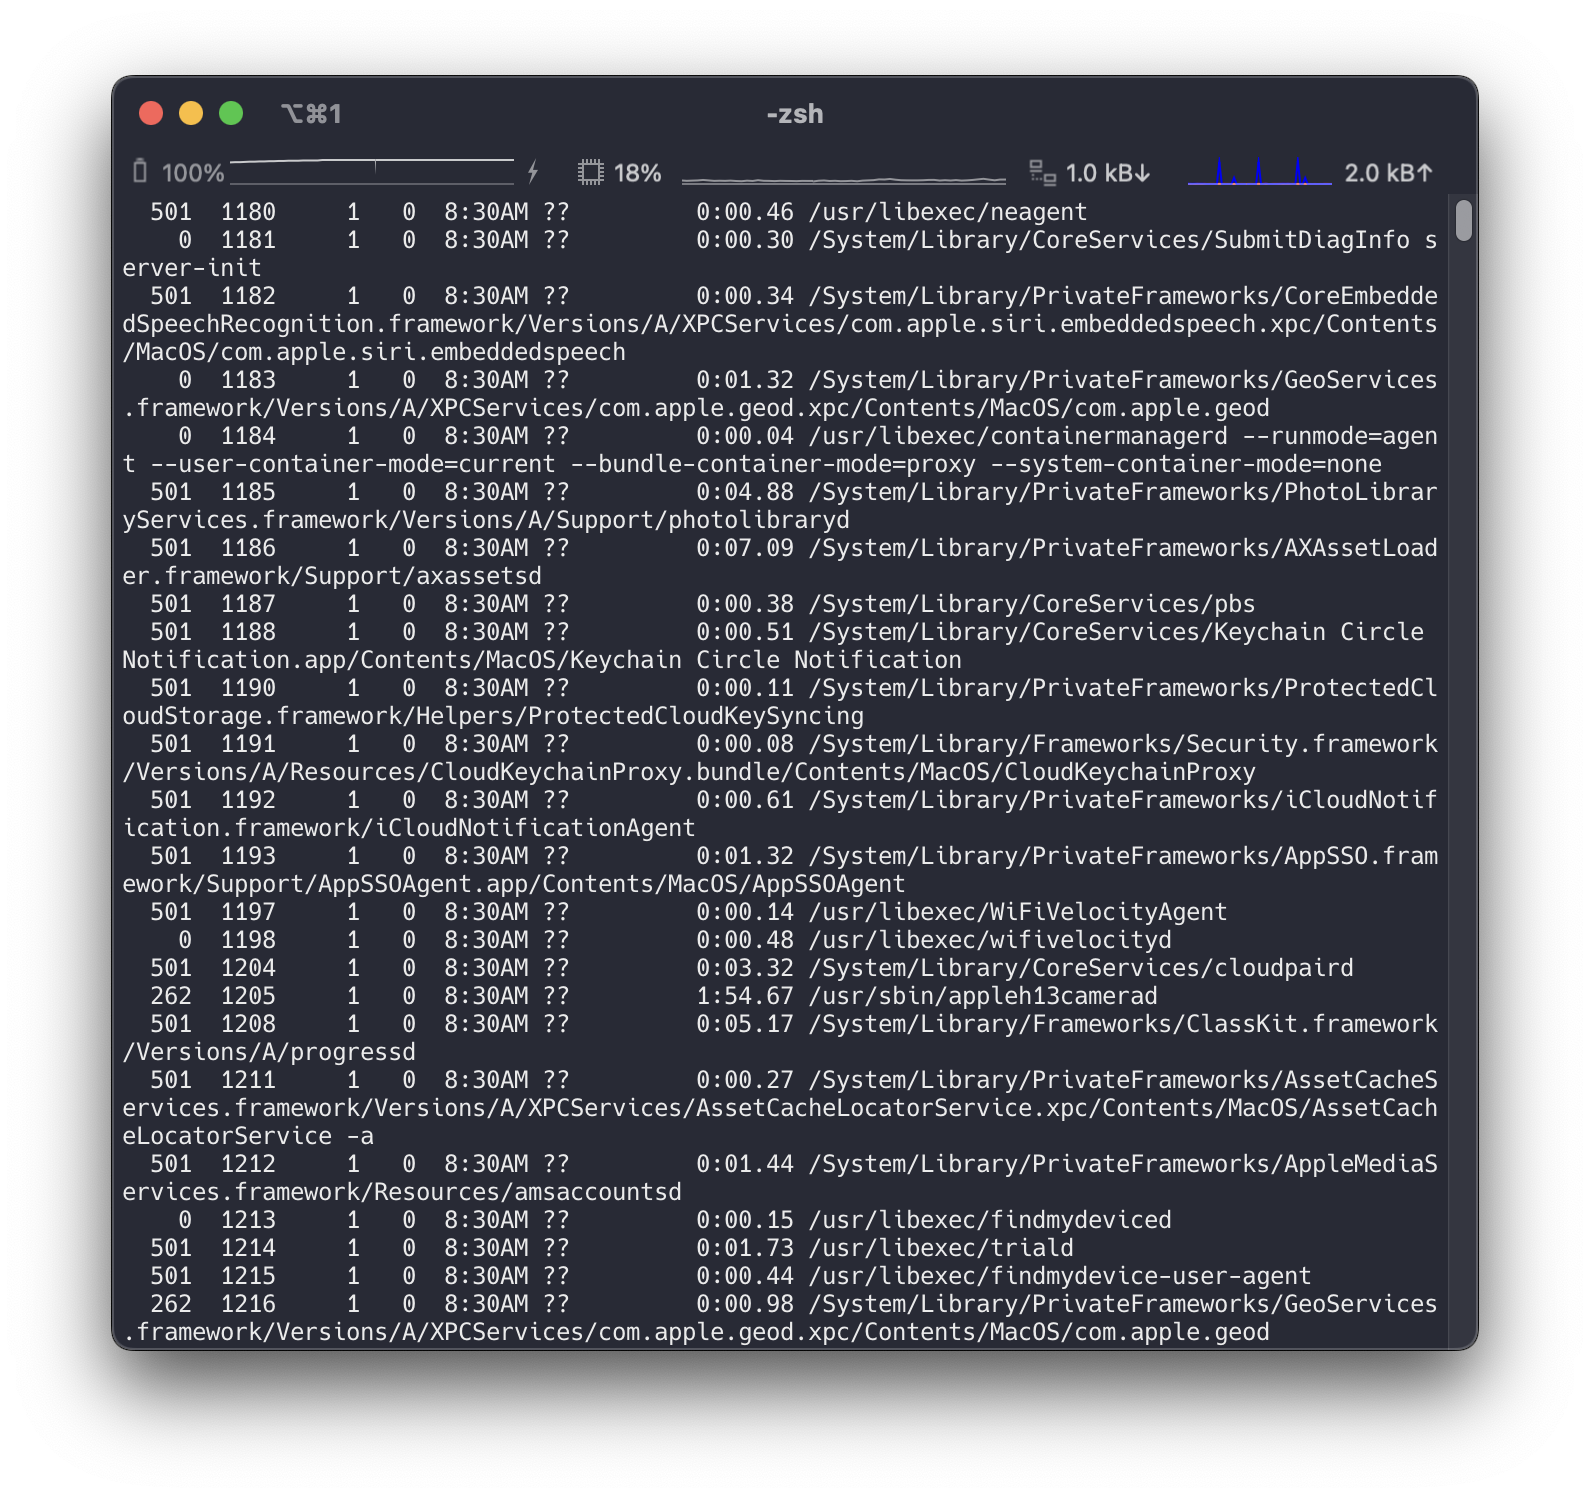 ⌥⌘1 -zsh
100% 18% 1.0 kB↓ 2.0 kB↑
501 1180 1 0 8:30AM ?? 0:00.46 /usr/libexec/neagent
0 1181 1 0 8:30AM ?? 0:00.30 /System/Library/CoreServices/SubmitDiagInfo s
erver-init
501 1182 1 0 8:30AM ?? 0:00.34 /System/Library/PrivateFrameworks/CoreEmbedde
dSpeechRecognition.framework/Versions/A/XPCServices/com.apple.siri.embeddedspeech.xpc/Contents
/MacOS/com.apple.siri.embeddedspeech
0 1183 1 0 8:30AM ?? 0:01.32 /System/Library/PrivateFrameworks/GeoServices
.framework/Versions/A/XPCServices/com.apple.geod.xpc/Contents/MacOS/com.apple.geod
0 1184 1 0 8:30AM ?? 0:00.04 /usr/libexec/containermanagerd --runmode=agen
t --user-container-mode=current --bundle-container-mode=proxy --system-container-mode=none
501 1185 1 0 8:30AM ?? 0:04.88 /System/Library/PrivateFrameworks/PhotoLibrar
yServices.framework/Versions/A/Support/photolibraryd
501 1186 1 0 8:30AM ?? 0:07.09 /System/Library/PrivateFrameworks/AXAssetLoad
er.framework/Support/axassetsd
501 1187 1 0 8:30AM ?? 0:00.38 /System/Library/CoreServices/pbs
501 1188 1 0 8:30AM ?? 0:00.51 /System/Library/CoreServices/Keychain Circle
Notification.app/Contents/MacOS/Keychain Circle Notification
501 1190 1 0 8:30AM ?? 0:00.11 /System/Library/PrivateFrameworks/ProtectedCl
oudStorage.framework/Helpers/ProtectedCloudKeySyncing
501 1191 1 0 8:30AM ?? 0:00.08 /System/Library/Frameworks/Security.framework
/Versions/A/Resources/CloudKeychainProxy.bundle/Contents/MacOS/CloudKeychainProxy
501 1192 1 0 8:30AM ?? 0:00.61 /System/Library/PrivateFrameworks/iCloudNotif
ication.framework/iCloudNotificationAgent
501 1193 1 0 8:30AM ?? 0:01.32 /System/Library/PrivateFrameworks/AppSSO.fram
ework/Support/AppSSOAgent.app/Contents/MacOS/AppSSOAgent
501 1197 1 0 8:30AM ?? 0:00.14 /usr/libexec/WiFiVelocityAgent
0 1198 1 0 8:30AM ?? 0:00.48 /usr/libexec/wifivelocityd
501 1204 1 0 8:30AM ?? 0:03.32 /System/Library/CoreServices/cloudpaird
262 1205 1 0 8:30AM ?? 1:54.67 /usr/sbin/appleh13camerad
501 1208 1 0 8:30AM ?? 0:05.17 /System/Library/Frameworks/ClassKit.framework
/Versions/A/progressd
501 1211 1 0 8:30AM ?? 0:00.27 /System/Library/PrivateFrameworks/AssetCacheS
ervices.framework/Versions/A/XPCServices/AssetCacheLocatorService.xpc/Contents/MacOS/AssetCach
eLocatorService -a
501 1212 1 0 8:30AM ?? 0:01.44 /System/Library/PrivateFrameworks/AppleMediaS
ervices.framework/Resources/amsaccountsd
0 1213 1 0 8:30AM ?? 0:00.15 /usr/libexec/findmydeviced
501 1214 1 0 8:30AM ?? 0:01.73 /usr/libexec/triald
501 1215 1 0 8:30AM ?? 0:00.44 /usr/libexec/findmydevice-user-agent
262 1216 1 0 8:30AM ?? 0:00.98 /System/Library/PrivateFrameworks/GeoServices
.framework/Versions/A/XPCServices/com.apple.geod.xpc/Contents/MacOS/com.apple.geod